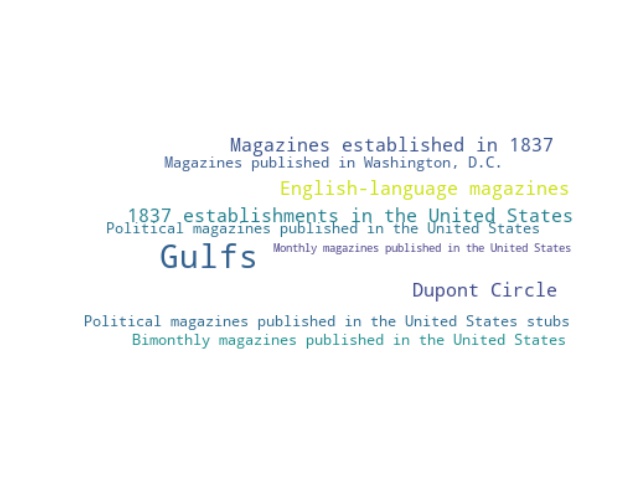 Magazines established in 1837
Magazines published in Washington, D.C.
English-language magazines
1837 establishments in the United States
Political magazines published in the United States
Monthly magazines published in the United States
Gulfs
Dupont Circle
Political magazines published in the United States stubs
Bimonthly magazines published in the United States